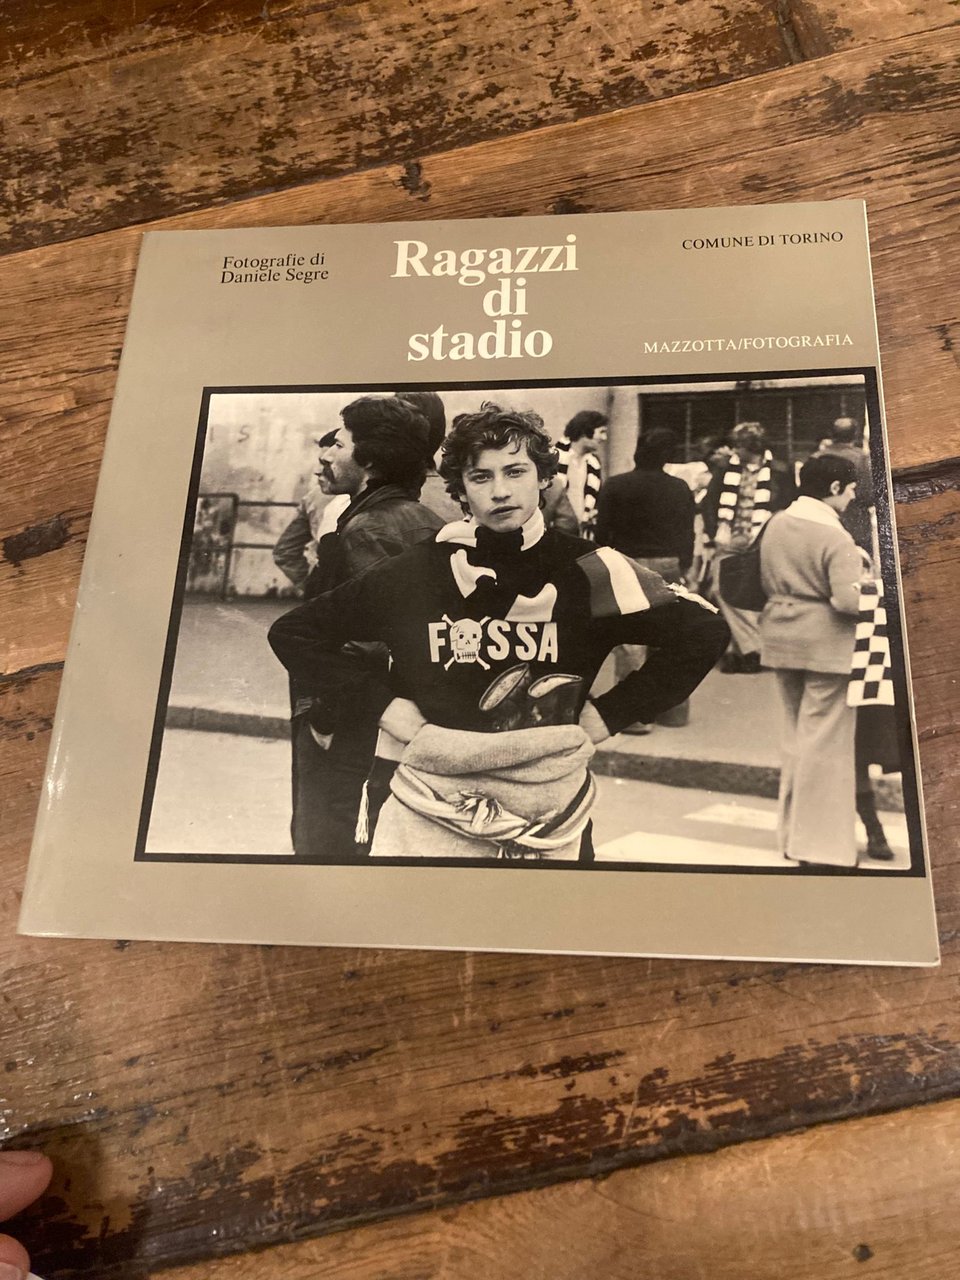 Fotografie di
Daniele Segre
Ragazzi
di
stadio
COMUNE DI TORINO
MAZZOTTA/FOTOGRAFIA
FOSSA